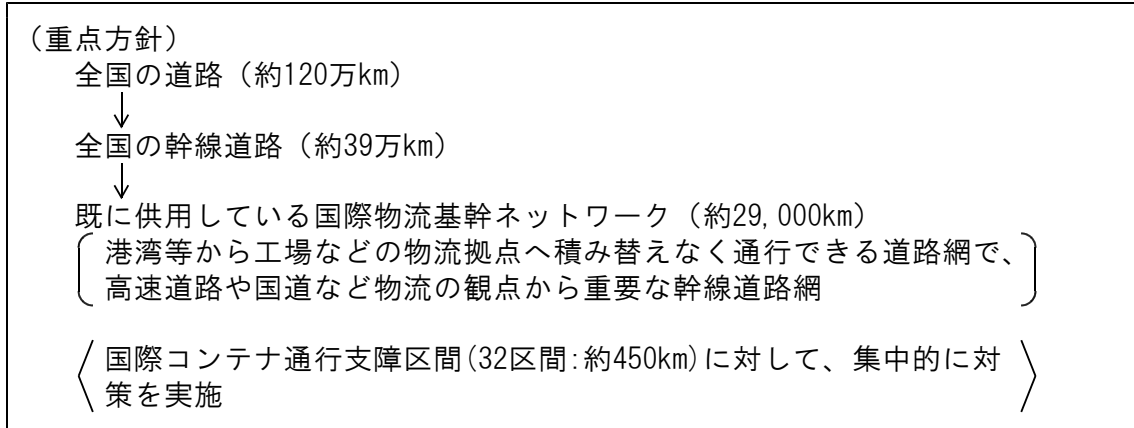 （重点方針）
全国の道路（約120万km）
↓
全国の幹線道路（約39万km）
↓
既に供用している国際物流基幹ネットワーク（約29,000km）
港湾等から工場などの物流拠点へ積み替えなく通行できる道路網で、
高速道路や国道など物流の観点から重要な幹線道路網
国際コンテナ通行支障区間(32区間:約450km)に対して、集中的に対
策を実施